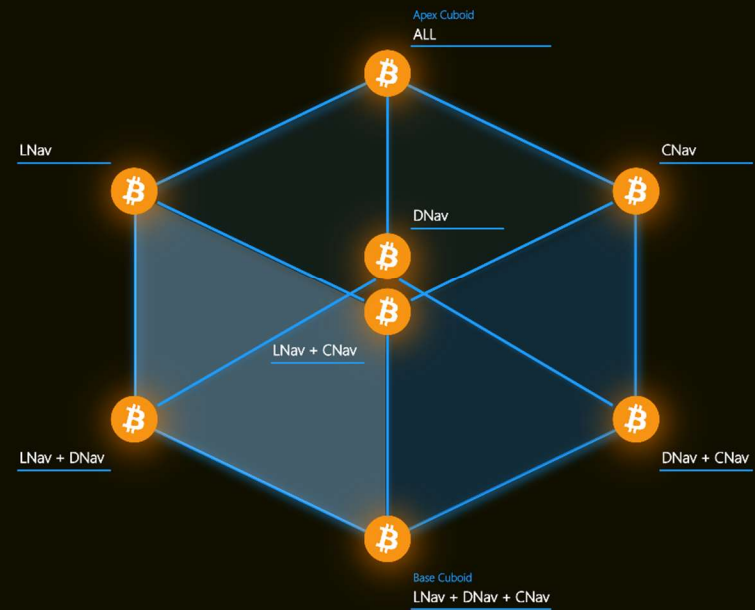 Apex Cuboid
ALL
LNav
CNav
DNav
LNav + CNav
LNav + DNav
DNav + CNav
Base Cuboid
LNav + DNav + CNav